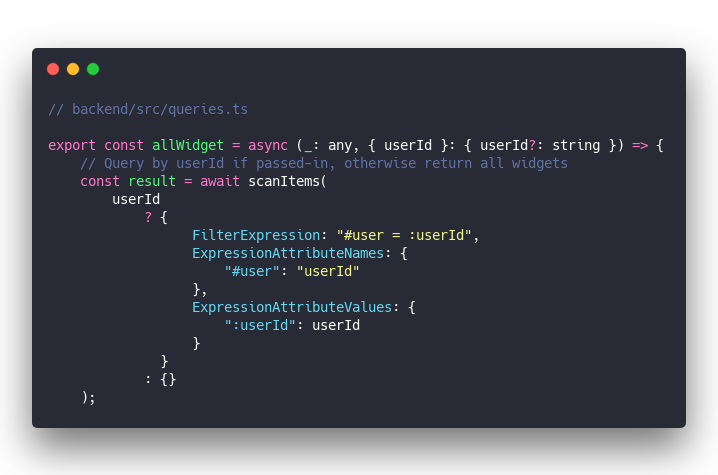 // backend/src/queries.ts
export const allWidget = async (_: any, { userId }: { userId?: string }) => {
// Query by userId if passed-in, otherwise return all widgets
const result = await scanItems(
userId
? {
FilterExpression: "#user = :userId",
ExpressionAttributeNames: {
"#user": "userId"
},
ExpressionAttributeValues: {
":userId": userId
}
}
: {}
);